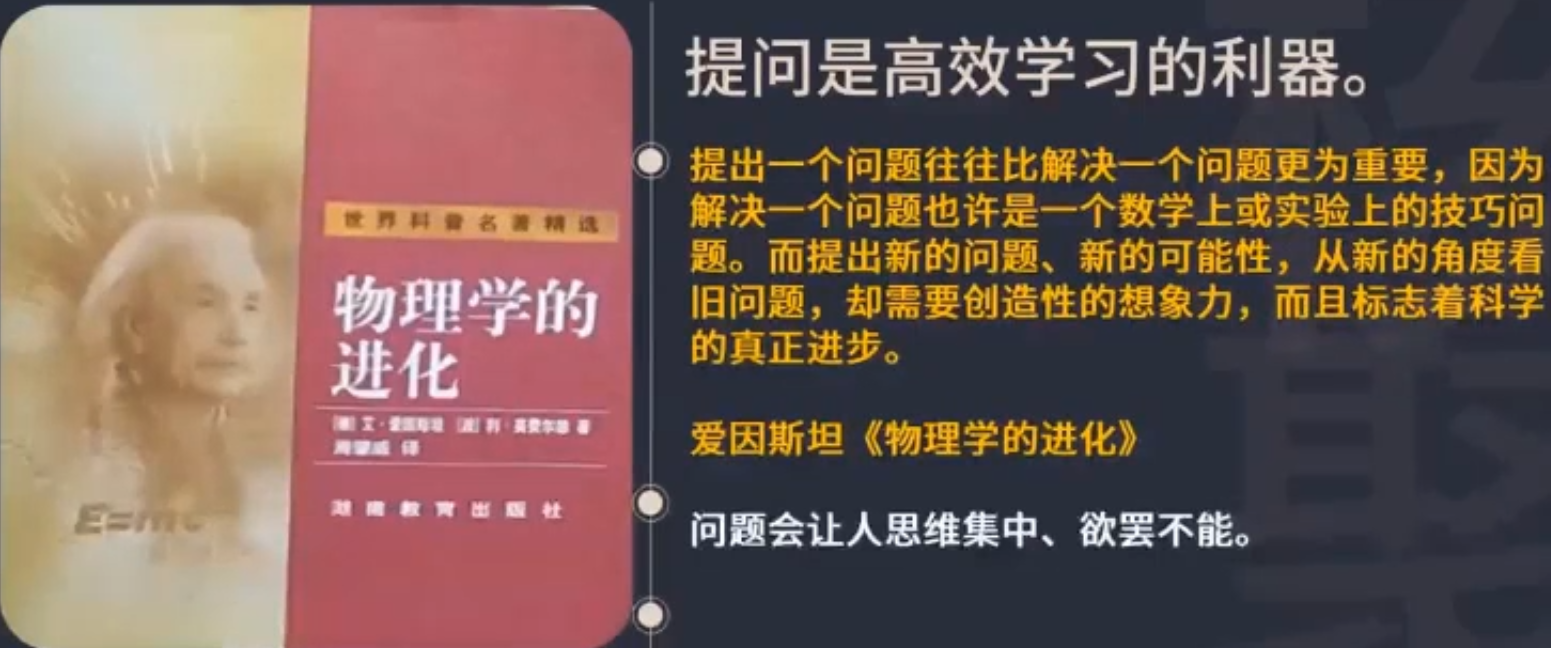 世界科普名著精选
物理学的
进化
[德] 艾·爱因斯坦 [波] 利·英费尔德 著
周肇威 译
湖南教育出版社
E=mc
提问是高效学习的利器。
提出一个问题往往比解决一个问题更为重要，因为
解决一个问题也许是一个数学上或实验上的技巧问
题。而提出新的问题、新的可能性，从新的角度看
旧问题，却需要创造性的想象力，而且标志着科学
的真正进步。
爱因斯坦《物理学的进化》
问题会让人思维集中、欲罢不能。